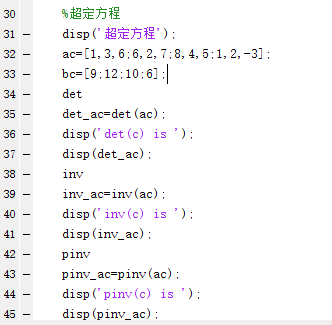 30 %超定方程
31 — disp('超定方程');
32 — ac=[1,3,6;6,2,7;8,4,5;1,2,-3];
33 — bc=[9;12;10;6];
34 — det
35 — det_ac=det(ac);
36 — disp('det(c) is ');
37 — disp(det_ac);
38 — inv
39 — inv_ac=inv(ac);
40 — disp('inv(c) is ');
41 — disp(inv_ac);
42 — pinv
43 — pinv_ac=pinv(ac);
44 — disp('pinv(c) is ');
45 — disp(pinv_ac);